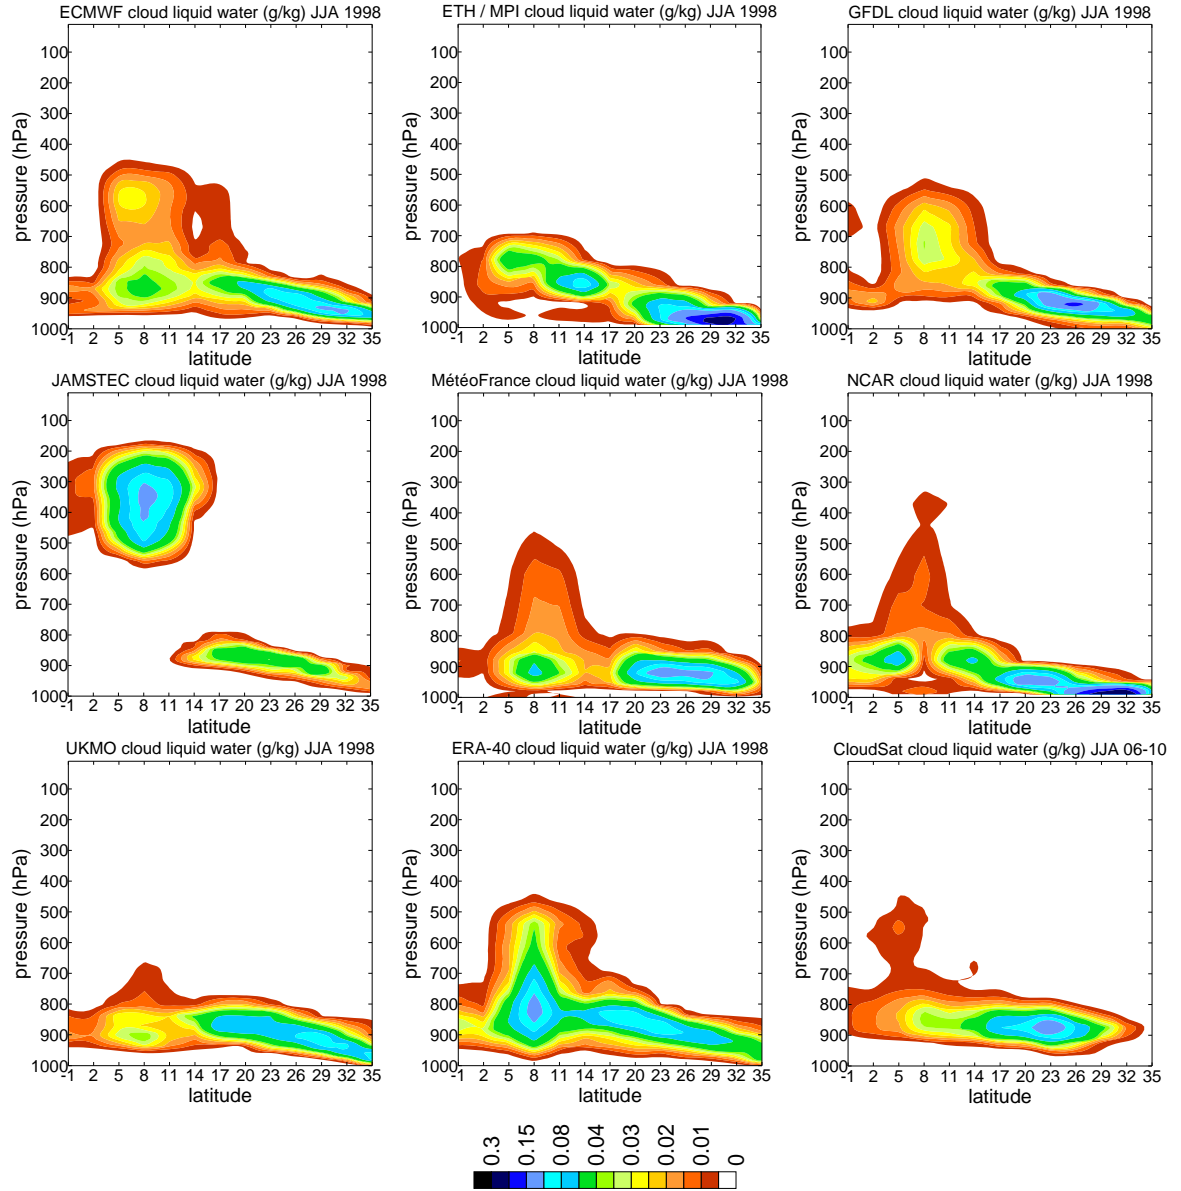 ECMWF cloud liquid water (g/kg) JJA 1998
pressure (hPa)
100
200
300
400
500
600
700
800
900
1000
-1 2 5 8 11 14 17 20 23 26 29 32 35
latitude
ETH / MPI cloud liquid water (g/kg) JJA 1998
pressure (hPa)
100
200
300
400
500
600
700
800
900
1000
-1 2 5 8 11 14 17 20 23 26 29 32 35
latitude
GFDL cloud liquid water (g/kg) JJA 1998
pressure (hPa)
100
200
300
400
500
600
700
800
900
1000
-1 2 5 8 11 14 17 20 23 26 29 32 35
latitude
JAMSTEC cloud liquid water (g/kg) JJA 1998
pressure (hPa)
100
200
300
400
500
600
700
800
900
1000
-1 2 5 8 11 14 17 20 23 26 29 32 35
latitude
MétéoFrance cloud liquid water (g/kg) JJA 1998
pressure (hPa)
100
200
300
400
500
600
700
800
900
1000
-1 2 5 8 11 14 17 20 23 26 29 32 35
latitude
NCAR cloud liquid water (g/kg) JJA 1998
pressure (hPa)
100
200
300
400
500
600
700
800
900
1000
-1 2 5 8 11 14 17 20 23 26 29 32 35
latitude
UKMO cloud liquid water (g/kg) JJA 1998
pressure (hPa)
100
200
300
400
500
600
700
800
900
1000
-1 2 5 8 11 14 17 20 23 26 29 32 35
latitude
ERA-40 cloud liquid water (g/kg) JJA 1998
pressure (hPa)
100
200
300
400
500
600
700
800
900
1000
-1 2 5 8 11 14 17 20 23 26 29 32 35
latitude
CloudSat cloud liquid water (g/kg) JJA 06-10
pressure (hPa)
100
200
300
400
500
600
700
800
900
1000
-1 2 5 8 11 14 17 20 23 26 29 32 35
latitude
0.3 0.15 0.08 0.04 0.03 0.02 0.01 0